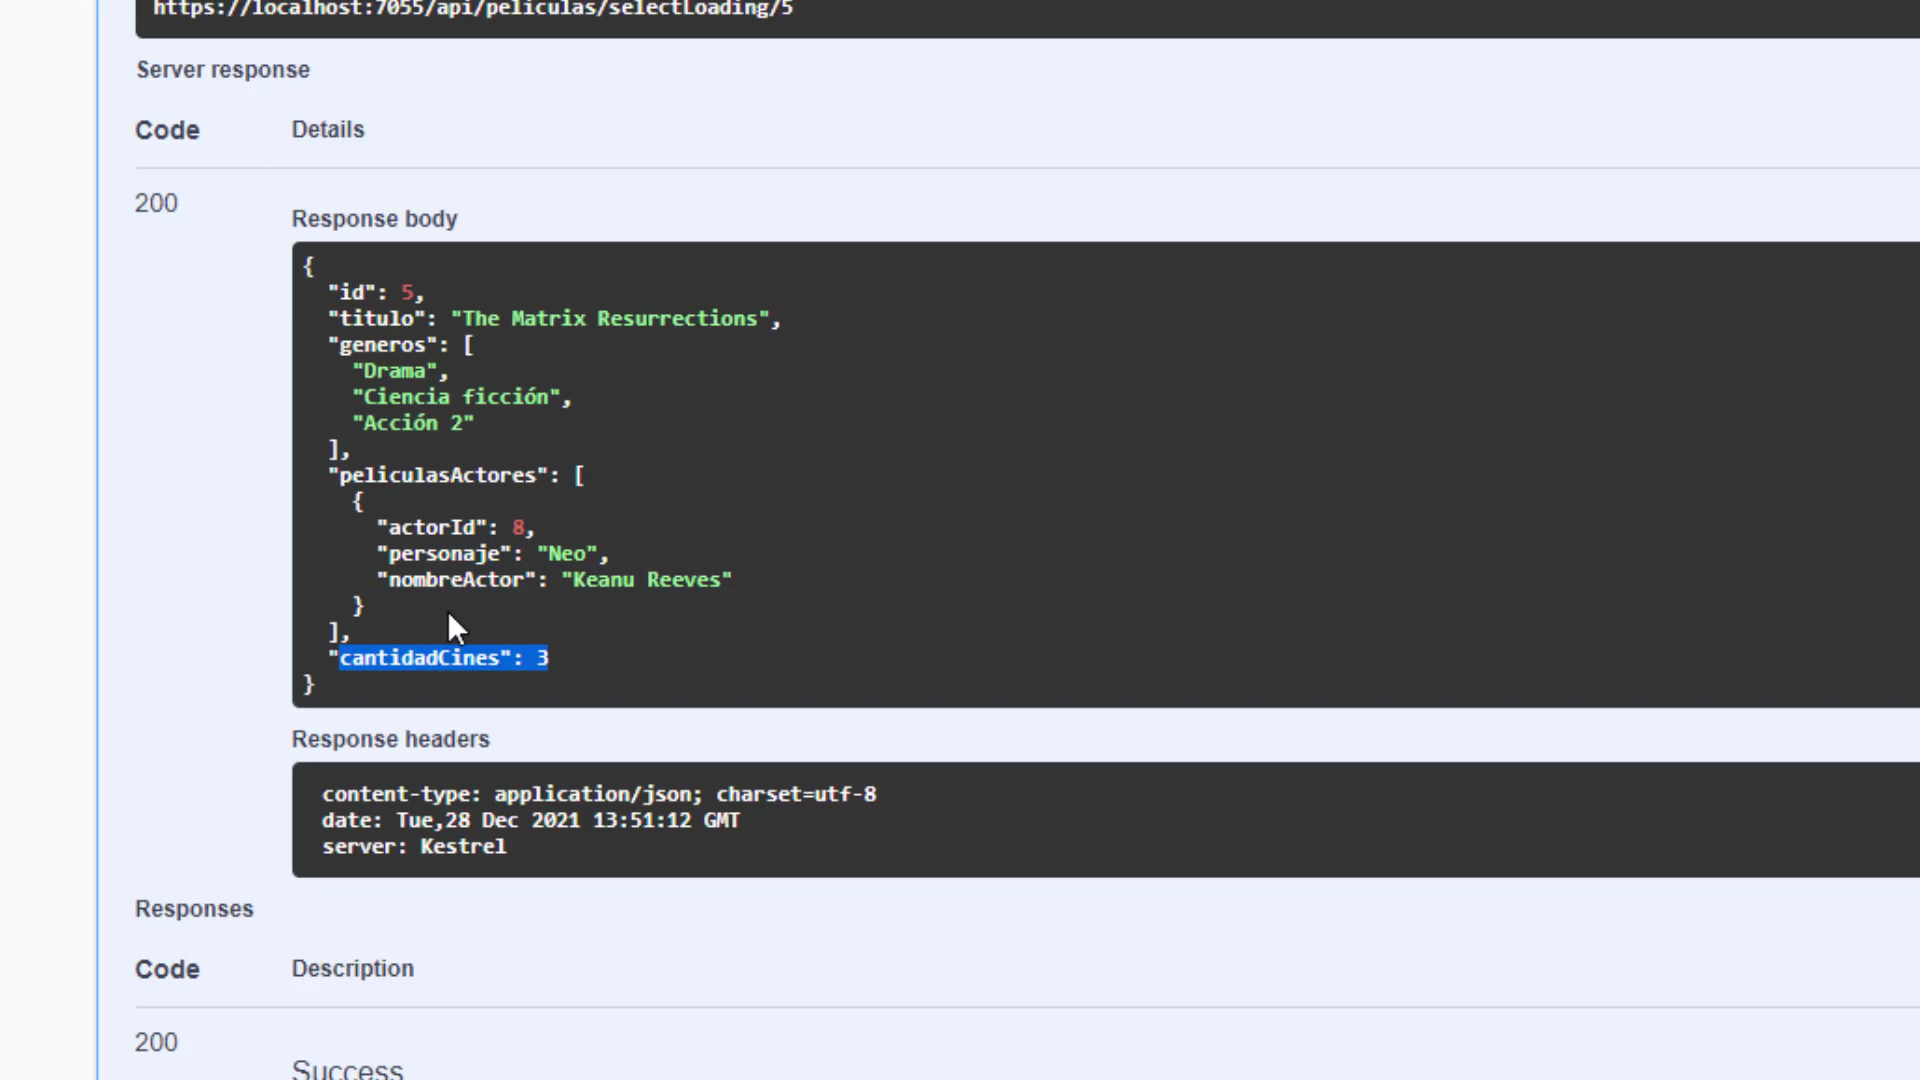 https://localhost:7055/api/peliculas/selectLoading/5
Server response
Code Details
200
Response body
{
"id": 5,
"titulo": "The Matrix Resurrections",
"generos": [
"Drama",
"Ciencia ficción",
"Acción 2"
],
"peliculasActores": [
{
"actorId": 8,
"personaje": "Neo",
"nombreActor": "Keanu Reeves"
}
],
"cantidadCines": 3
}
Response headers
content-type: application/json; charset=utf-8
date: Tue,28 Dec 2021 13:51:12 GMT
server: Kestrel
Responses
Code Description
200
Success